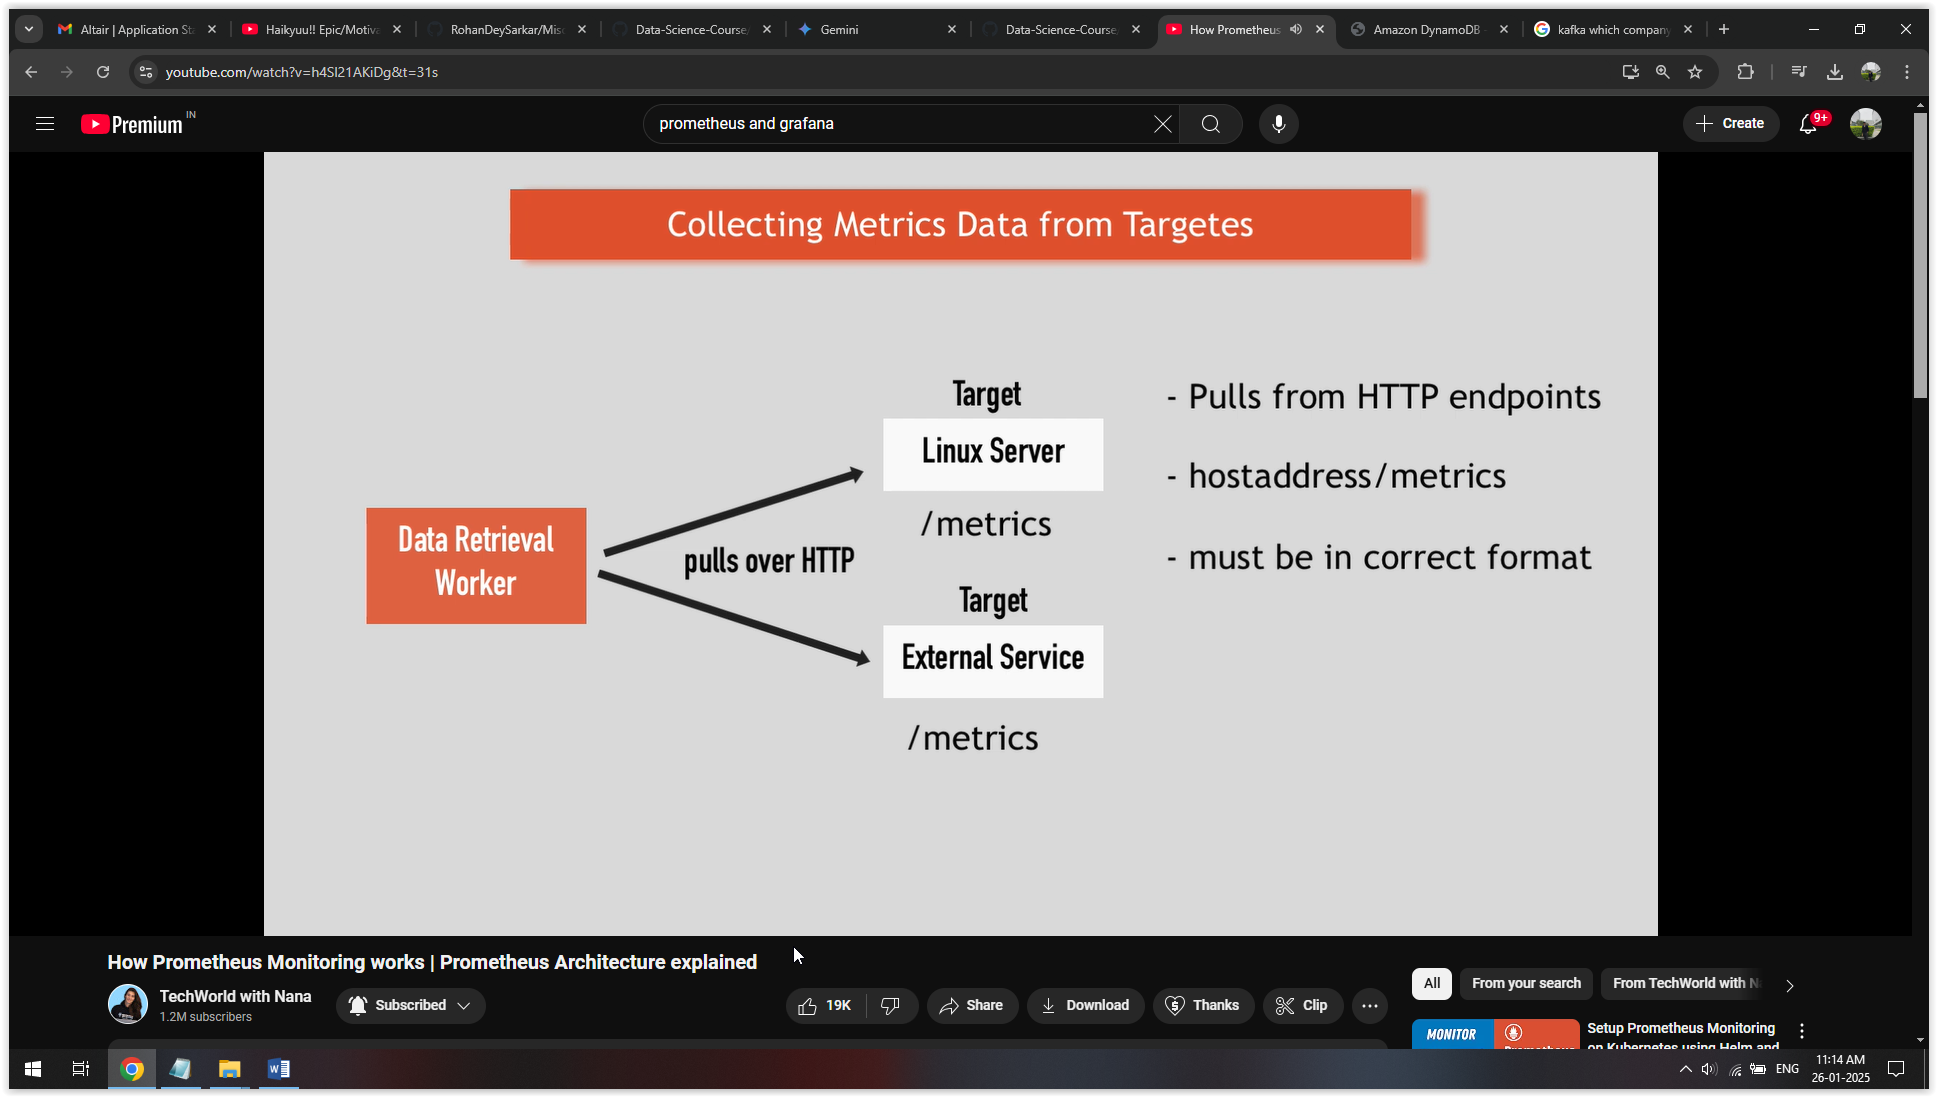 Altair | Application Sta
Haikyuu!! Epic/Motiva
RohanDeySarkar/Misc
Data-Science-Course/
Gemini
Data-Science-Course/
How Prometheus
Amazon DynamoDB -
kafka which company
youtube.com/watch?v=h4Sl21AKiDg&t=31s
Premium IN
prometheus and grafana
Create
9+
Collecting Metrics Data from Targetes
Target
Linux Server
/metrics
Data Retrieval
Worker
pulls over HTTP
Target
External Service
/metrics
- Pulls from HTTP endpoints
- hostaddress/metrics
- must be in correct format
How Prometheus Monitoring works | Prometheus Architecture explained
TechWorld with Nana
1.2M subscribers
Subscribed
19K
Share
Download
Thanks
Clip
All
From your search
From TechWorld with Na
MONITOR
Prometheus
Setup Prometheus Monitoring
on Kubernetes using Helm and
ENG
11:14 AM
26-01-2025